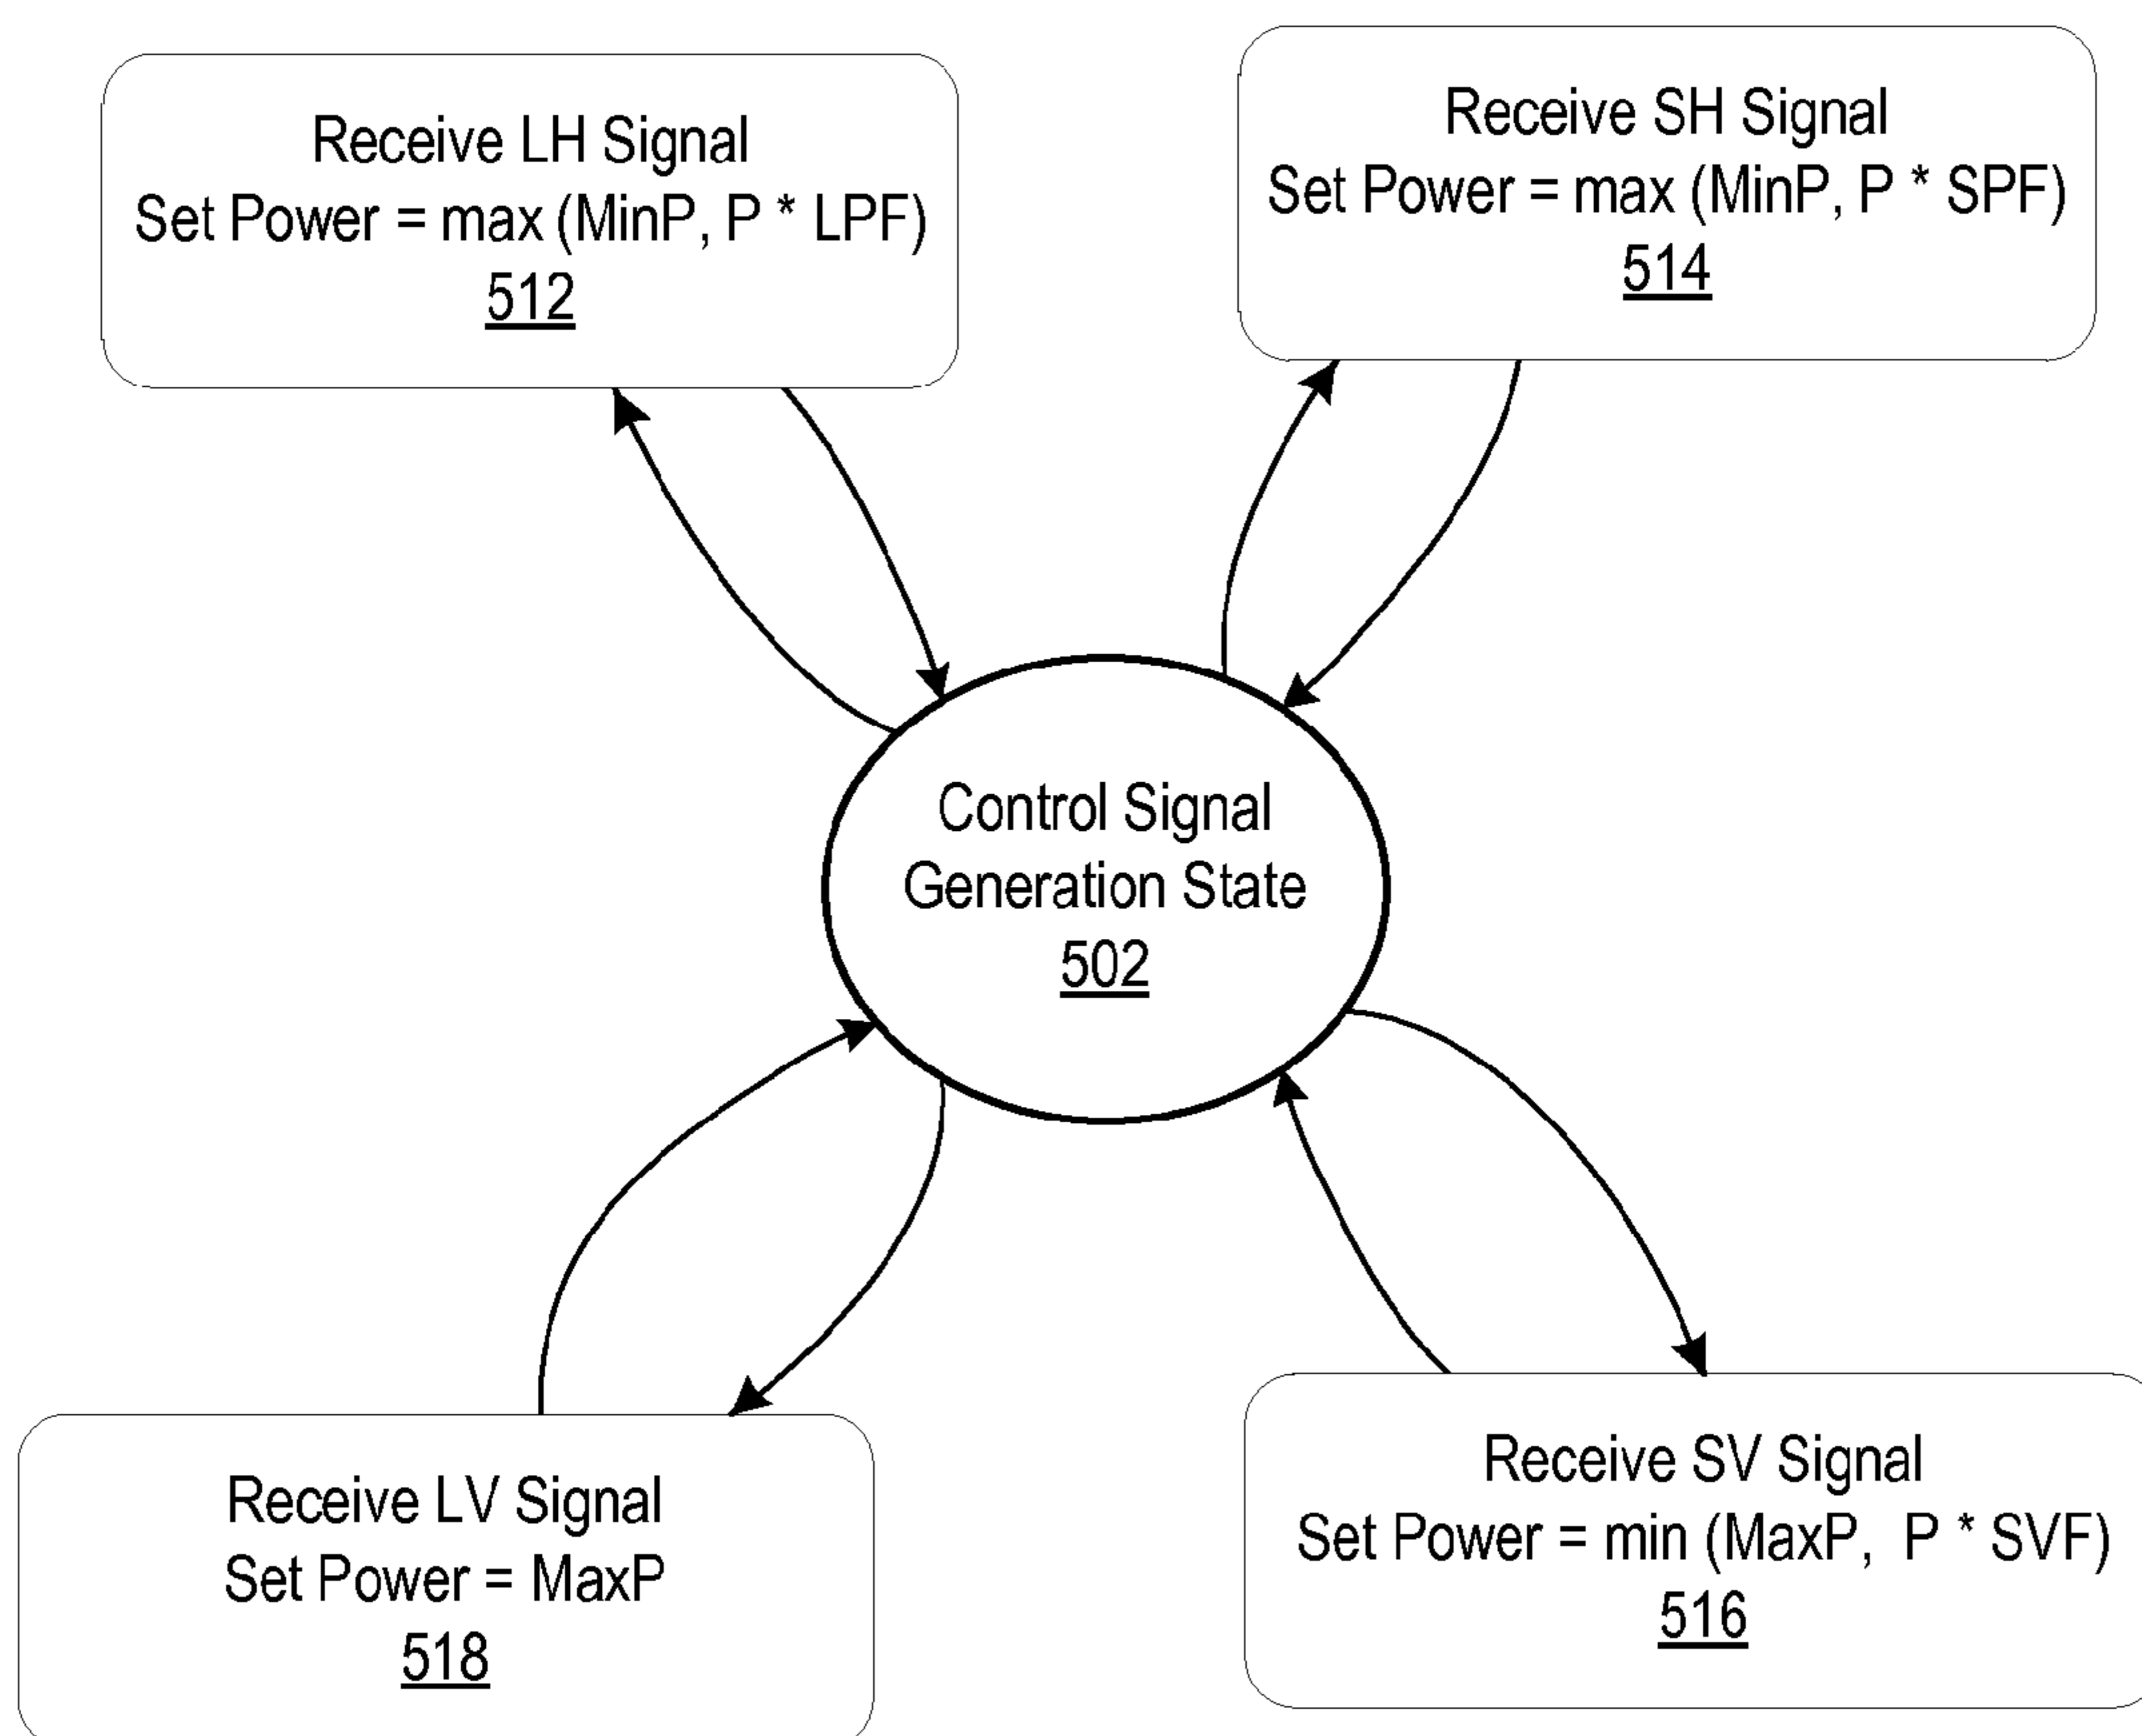 Receive LH Signal
Set Power = max (MinP, P * LPF)
512
Receive SH Signal
Set Power = max (MinP, P * SPF)
514
Control Signal
Generation State
502
Receive LV Signal
Set Power = MaxP
518
Receive SV Signal
Set Power = min (MaxP, P * SVF)
516